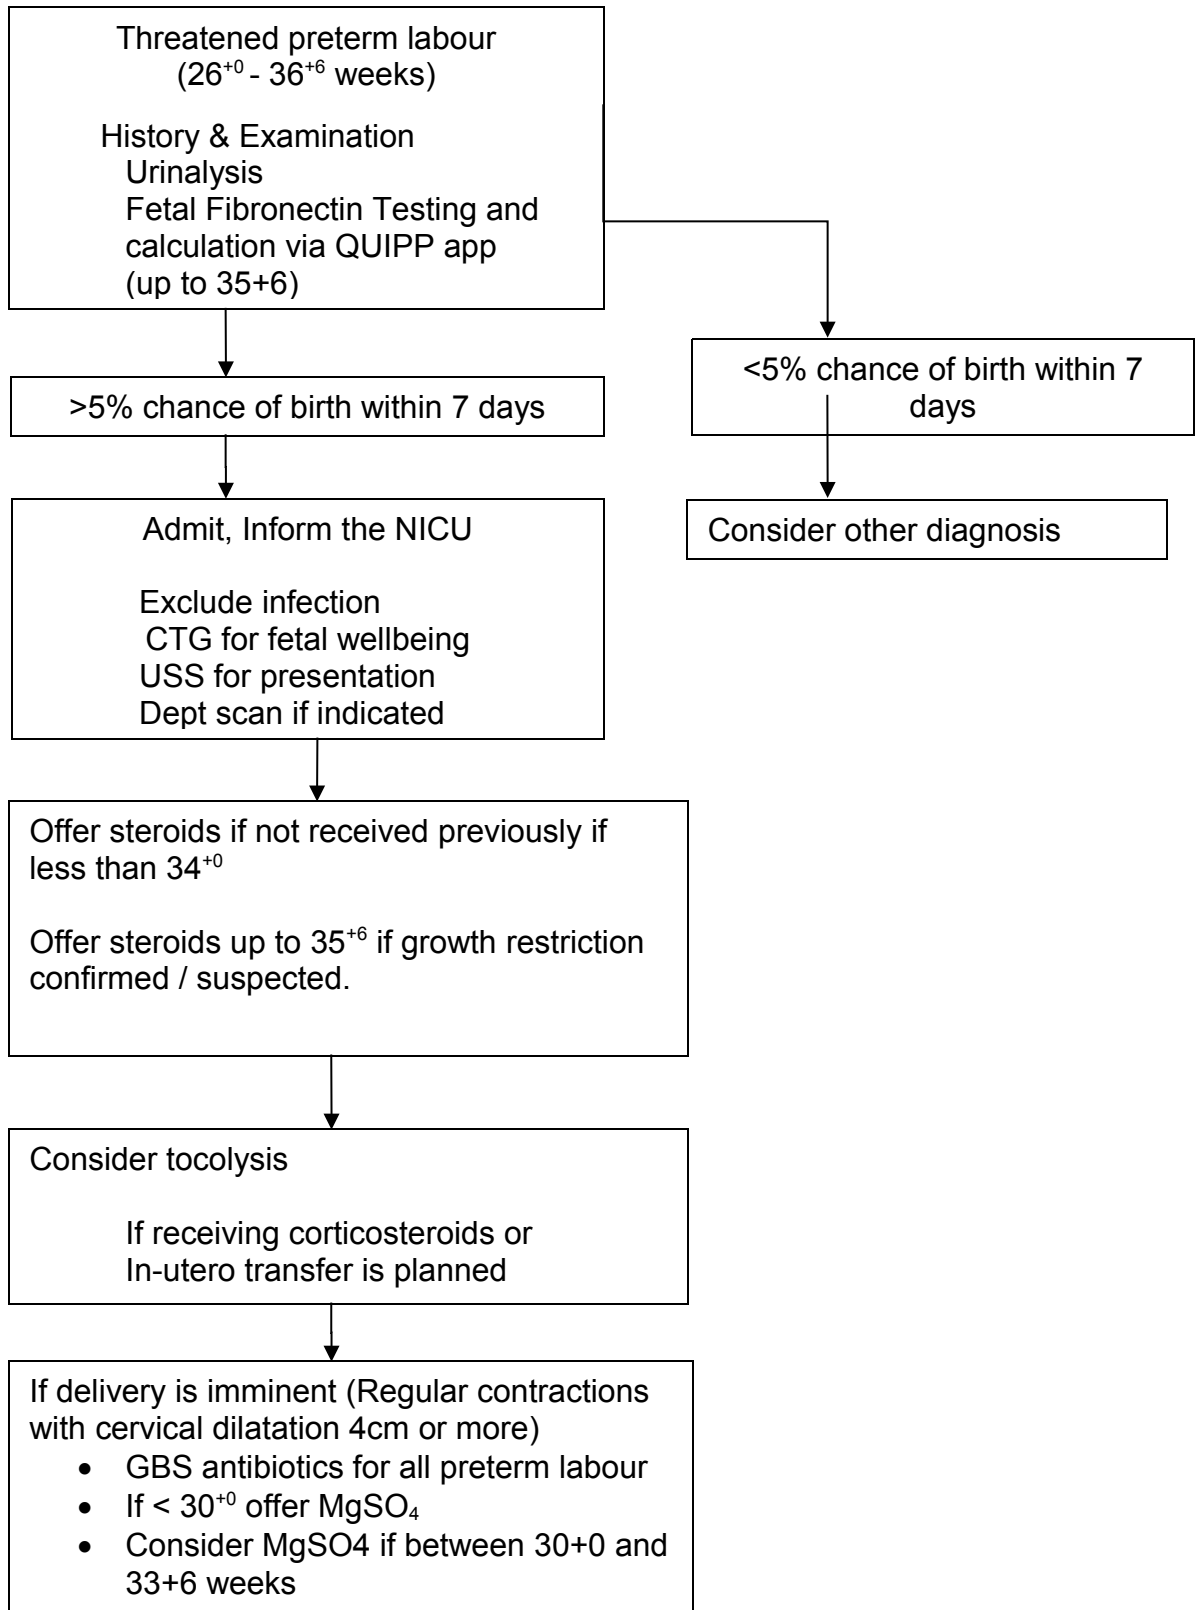 Threatened preterm labour
(26⁺⁰ - 36⁺⁶ weeks)
History & Examination
Urinalysis
Fetal Fibronectin Testing and
calculation via QUIPP app
(up to 35+6)
>5% chance of birth within 7 days
<5% chance of birth within 7
days
Admit, Inform the NICU
Exclude infection
CTG for fetal wellbeing
USS for presentation
Dept scan if indicated
Consider other diagnosis
Offer steroids if not received previously if
less than 34⁺⁰
Offer steroids up to 35⁺⁶ if growth restriction
confirmed / suspected.
Consider tocolysis
If receiving corticosteroids or
In-utero transfer is planned
If delivery is imminent (Regular contractions
with cervical dilatation 4cm or more)
• GBS antibiotics for all preterm labour
• If < 30⁺⁰ offer MgSO₄
• Consider MgSO4 if between 30+0 and
33+6 weeks